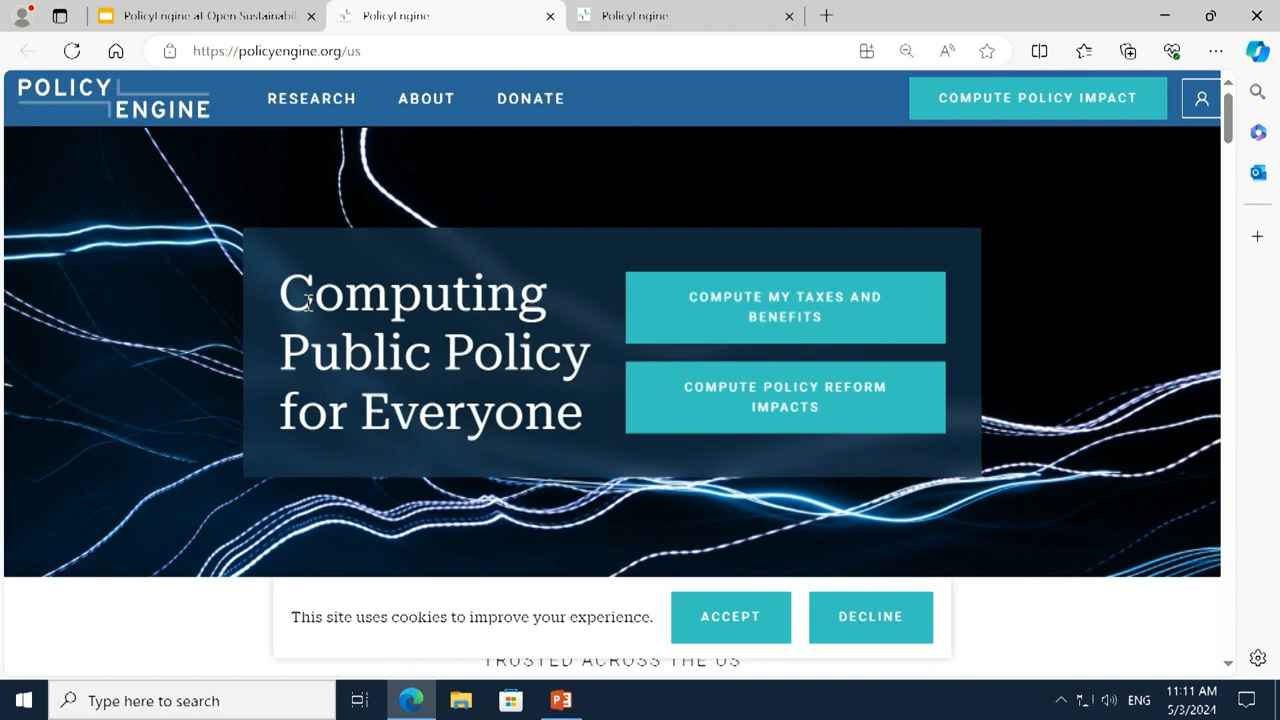 PolicyEngine at Open Sustainabil
PolicyEngine
PolicyEngine
https://policyengine.org/us
POLICY ENGINE
RESEARCH
ABOUT
DONATE
COMPUTE POLICY IMPACT
Computing
Public Policy
for Everyone
COMPUTE MY TAXES AND
BENEFITS
COMPUTE POLICY REFORM
IMPACTS
This site uses cookies to improve your experience.
ACCEPT
DECLINE
TRUSTED ACROSS THE US
Type here to search
ENG
11:11 AM
5/3/2024